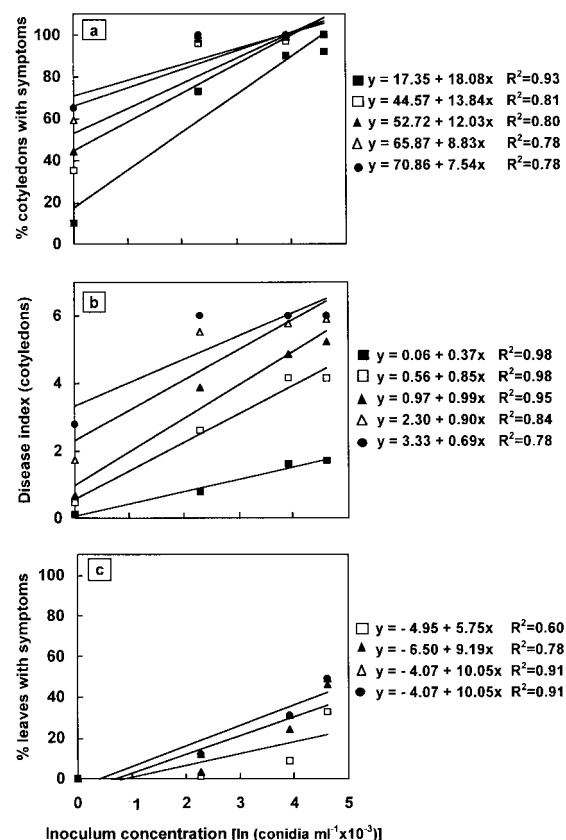 a
% cotyledons with symptoms
100
80
60
40
20
0
■ y = 17.35 + 18.08x R²=0.93
□ y = 44.57 + 13.84x R²=0.81
▲ y = 52.72 + 12.03x R²=0.80
△ y = 65.87 + 8.83x R²=0.78
● y = 70.86 + 7.54x R²=0.78
b
Disease index (cotyledons)
6
4
2
0
■ y = 0.06 + 0.37x R²=0.98
□ y = 0.56 + 0.85x R²=0.98
▲ y = 0.97 + 0.99x R²=0.95
△ y = 2.30 + 0.90x R²=0.84
● y = 3.33 + 0.69x R²=0.78
c
% leaves with symptoms
100
80
60
40
20
0
□ y = - 4.95 + 5.75x R²=0.60
▲ y = - 6.50 + 9.19x R²=0.78
△ y = - 4.07 + 10.05x R²=0.91
● y = - 4.07 + 10.05x R²=0.91
0 1 2 3 4 5
Inoculum concentration [ln (conidia ml⁻¹x10⁻³)]